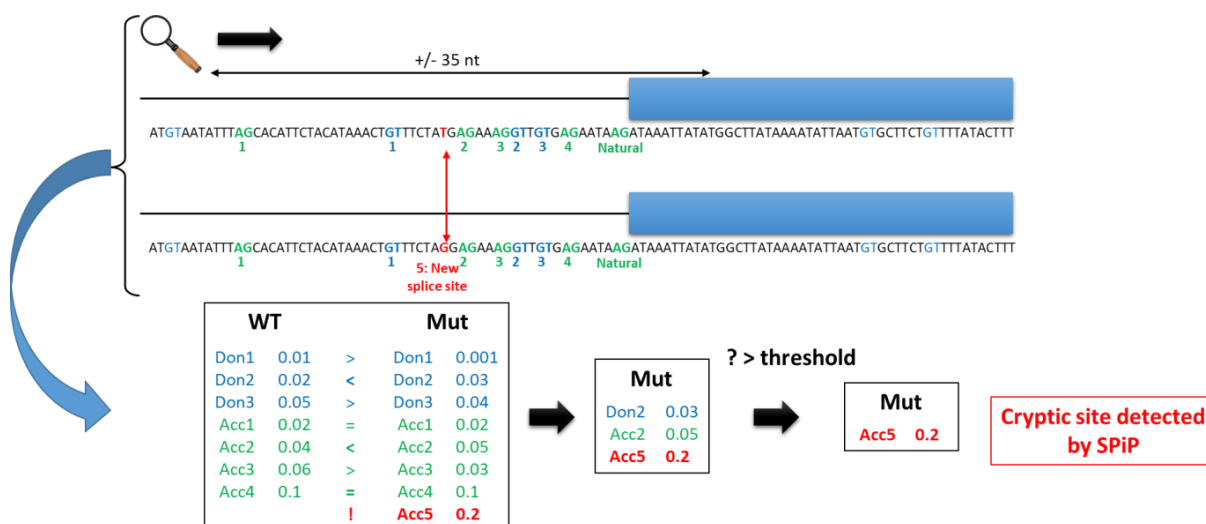 +/- 35 nt
ATGTAATATTTAGCACATTCTACATAAACTGTTTTCTATGAGAAAGGTTGTGAGAATAAGATAAATTATATGGCTTATAAAATATTAATGTGCTTCTGTTTTATACTTT
1 1 2 3 2 3 4 Natural
ATGTAATATTTAGCACATTCTACATAAACTGTTTTCTAGGAGAAAGGTTGTGAGAATAAGATAAATTATATGGCTTATAAAATATTAATGTGCTTCTGTTTTATACTTT
1 1 2 3 2 3 4 Natural
5: New
splice site
WT Mut
Don1 0.01 > Don1 0.001
Don2 0.02 < Don2 0.03
Don3 0.05 > Don3 0.04
Acc1 0.02 = Acc1 0.02
Acc2 0.04 < Acc2 0.05
Acc3 0.06 > Acc3 0.03
Acc4 0.1 = Acc4 0.1
! Acc5 0.2
Mut
Don2 0.03
Acc2 0.05
Acc5 0.2
? > threshold
Mut
Acc5 0.2
Cryptic site detected
by SPiP